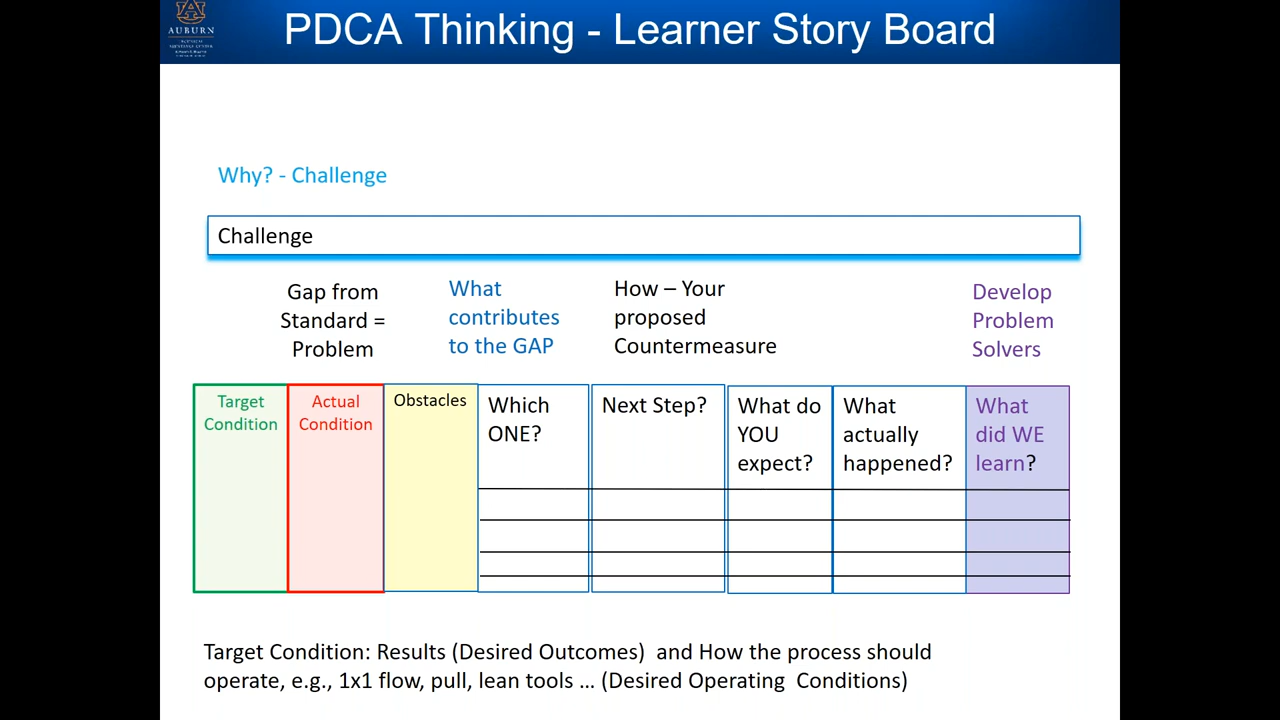 AUBURN
PDCA Thinking - Learner Story Board
Why? - Challenge
Challenge
Gap from
Standard =
Problem
What
contributes
to the GAP
How – Your
proposed
Countermeasure
Develop
Problem
Solvers
Target
Condition
Actual
Condition
Obstacles
Which
ONE?
Next Step?
What do
YOU
expect?
What
actually
happened?
What
did WE
learn?
Target Condition: Results (Desired Outcomes)  and How the process should
operate, e.g., 1x1 flow, pull, lean tools … (Desired Operating  Conditions)